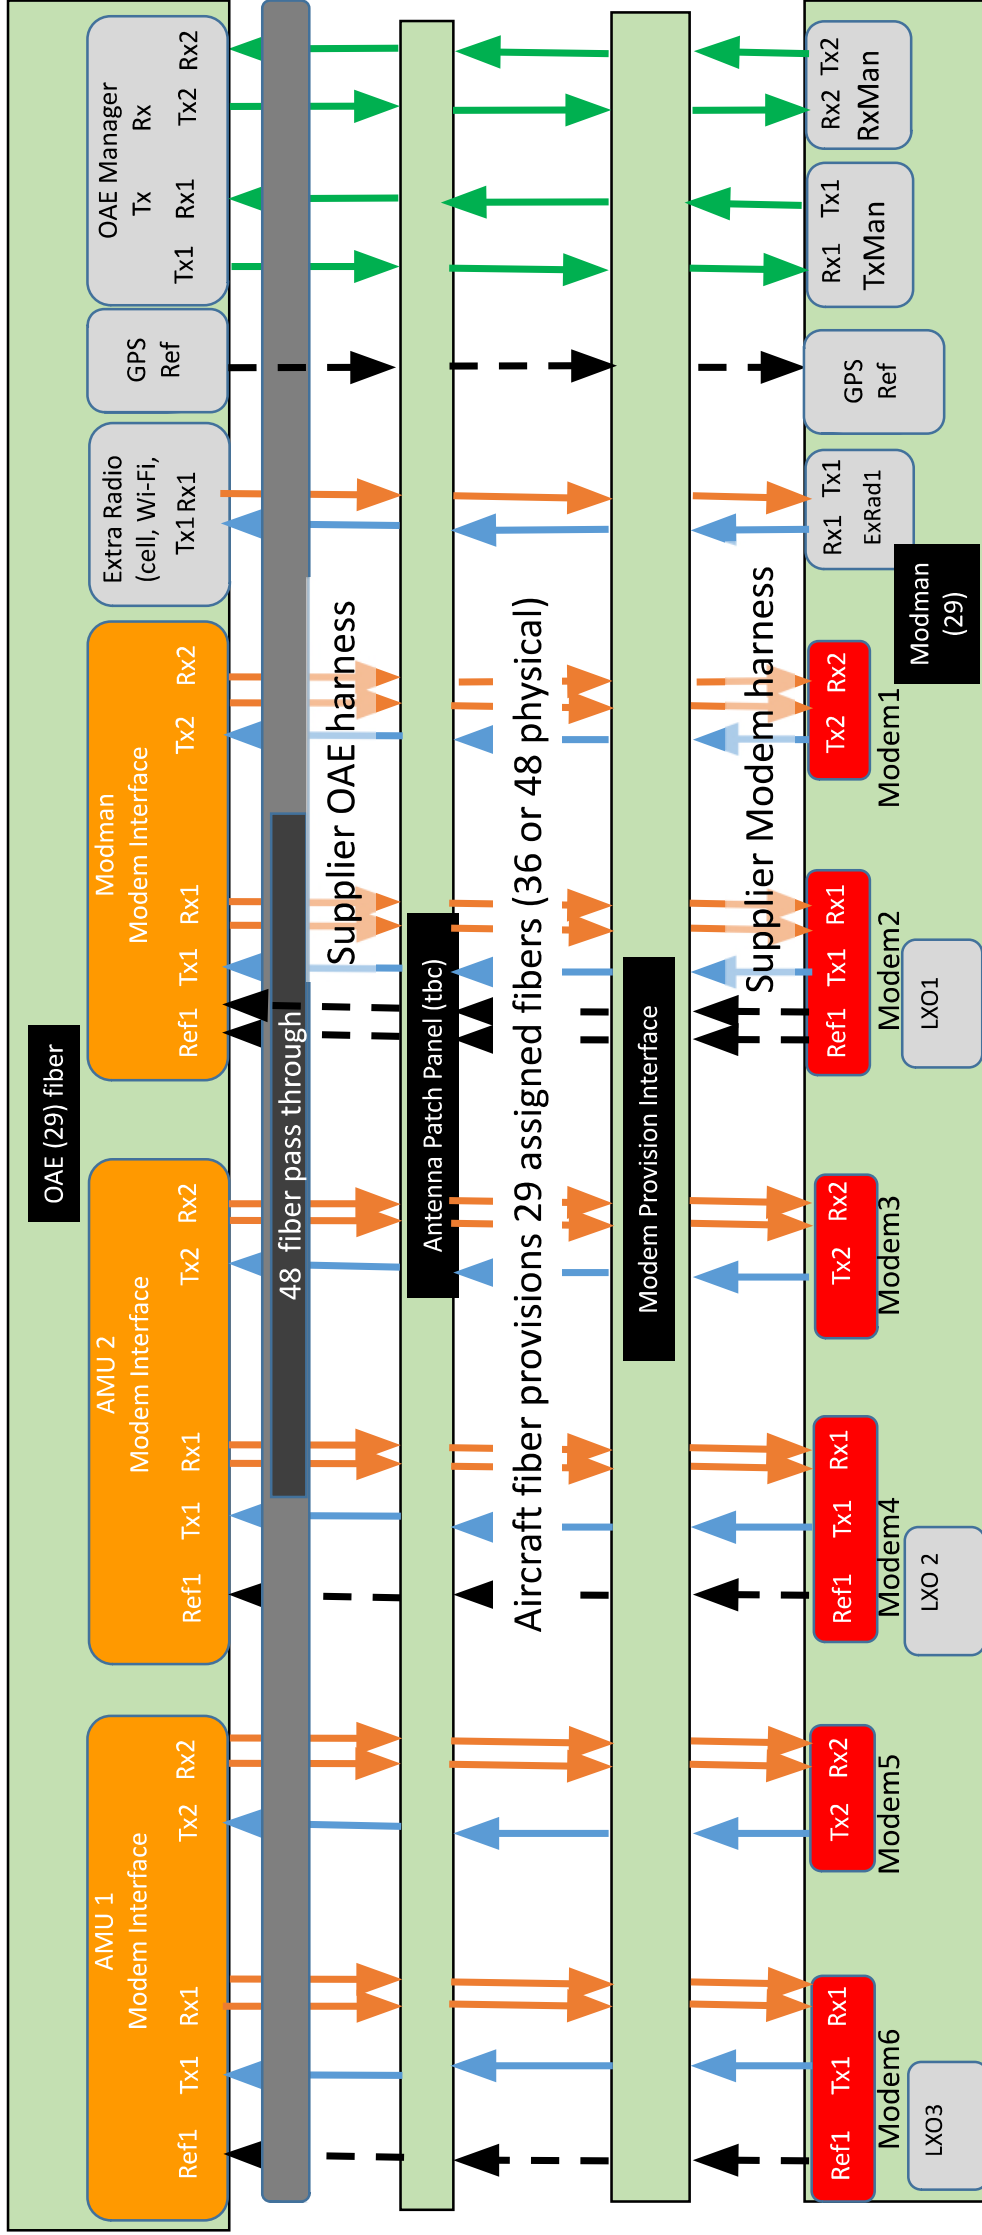 OAE (29) fiber
AMU 1
Modem Interface
Ref1 Tx1 Rx1 Tx2 Rx2
AMU 2
Modem Interface
Ref1 Tx1 Rx1 Tx2 Rx2
Modman
Modem Interface
Ref1 Tx1 Rx1 Tx2 Rx2
Extra Radio
(cell, Wi-Fi,
Tx1 Rx1
GPS
Ref
OAE Manager
Tx Rx
Tx1 Rx1 Tx2 Rx2
48 fiber pass through
Supplier OAE harness
Antenna Patch Panel (tbc)
Aircraft fiber provisions 29 assigned fibers (36 or 48 physical)
Modem Provision Interface
Supplier Modem harness
Ref1 Tx1 Rx1
Modem6
LXO3
Tx2 Rx2
Modem5
Ref1 Tx1 Rx1
Modem4
LXO 2
Tx2 Rx2
Modem3
Ref1 Tx1 Rx1
Modem2
LXO1
Tx2 Rx2
Modem1
Modman
(29)
Rx1 Tx1
ExRad1
GPS
Ref
Rx1 Tx1
TxMan
Rx2 Tx2
RxMan